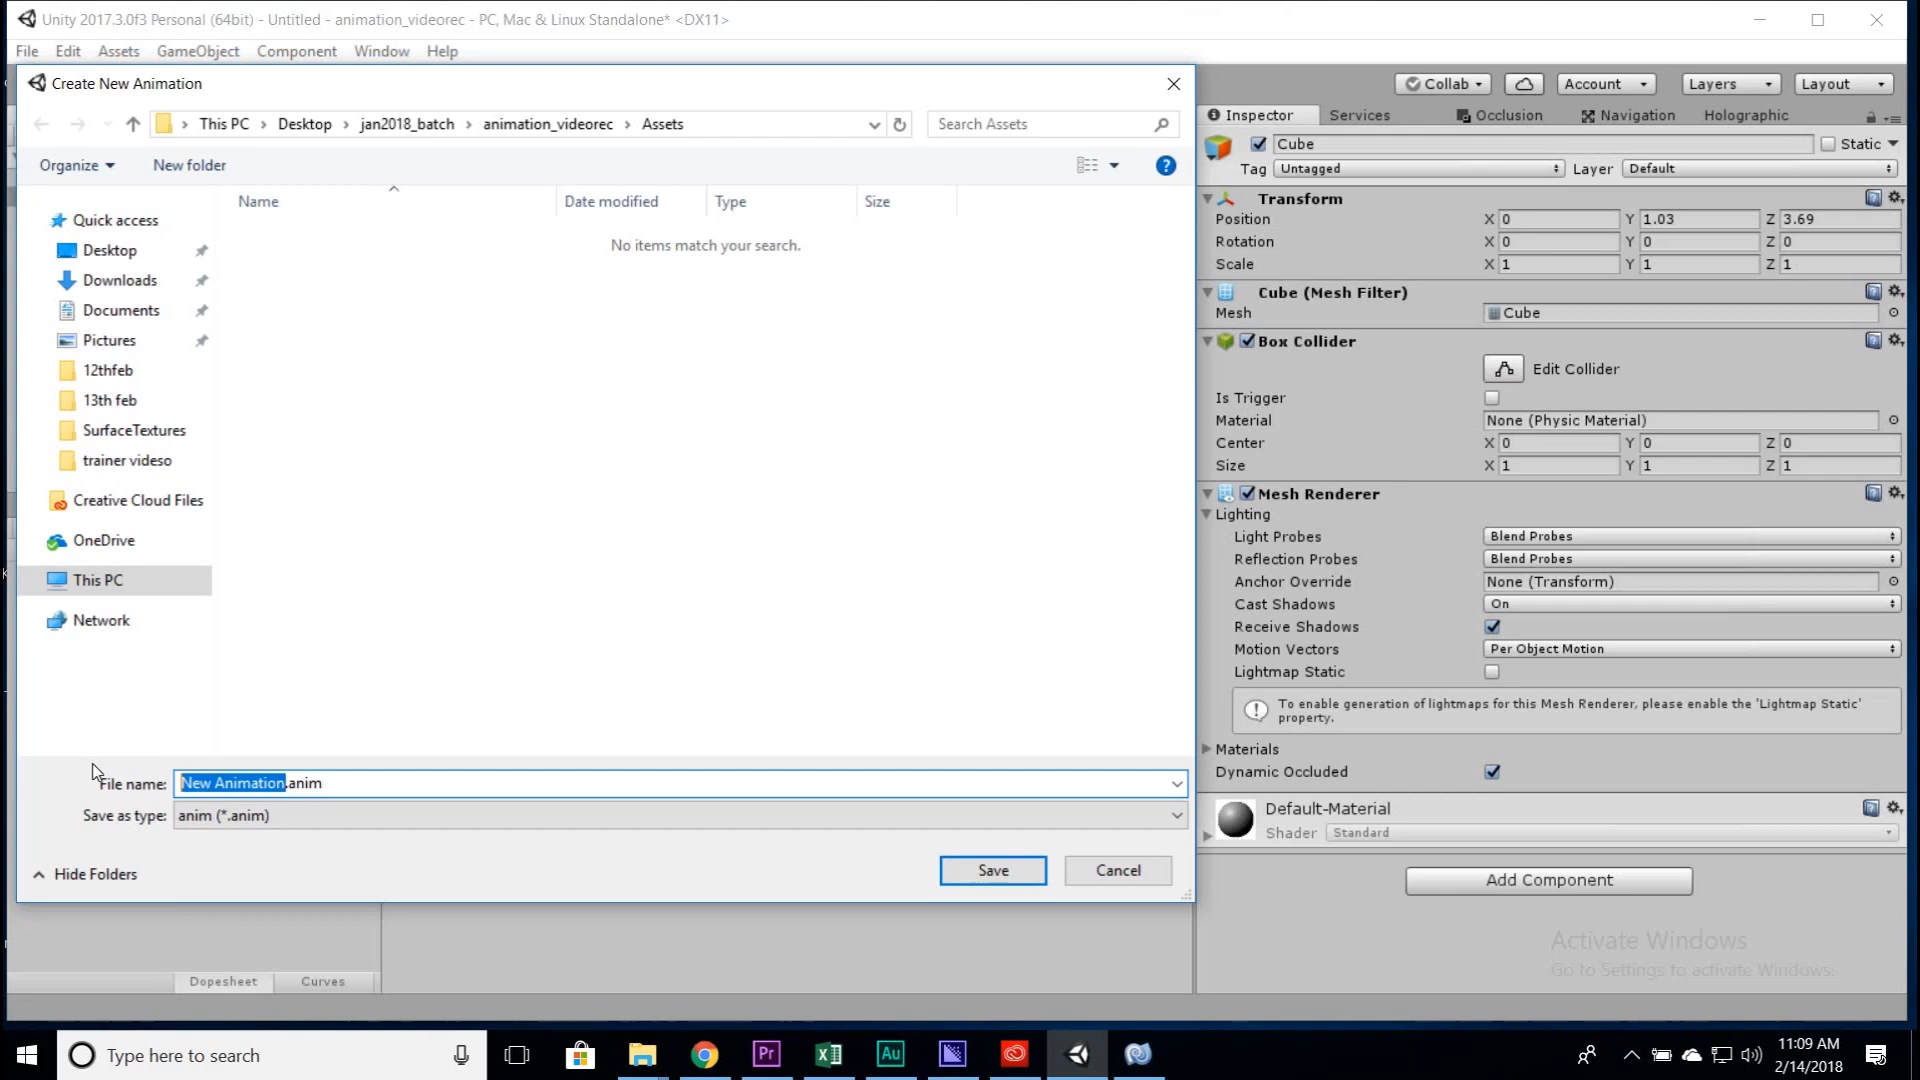 Unity 2017.3.0f3 Personal (64bit) - Untitled - animation_videorec - PC, Mac & Linux Standalone* <DX11>
File Edit Assets GameObject Component Window Help
Create New Animation
Collab Account Layers Layout
This PC Desktop jan2018_batch animation_videorec Assets
Search Assets
Organize New folder
Name Date modified Type Size
No items match your search.
Quick access
Desktop
Downloads
Documents
Pictures
12thfeb
13th feb
SurfaceTextures
trainer videso
Creative Cloud Files
OneDrive
This PC
Network
File name: New Animation.anim
Save as type: anim (*.anim)
Hide Folders
Save Cancel
Dopesheet Curves
Inspector Services Occlusion Navigation Holographic
Cube Static
Tag Untagged Layer Default
Transform
Position X 0 Y 1.03 Z 3.69
Rotation X 0 Y 0 Z 0
Scale X 1 Y 1 Z 1
Cube (Mesh Filter)
Mesh Cube
Box Collider
Edit Collider
Is Trigger
Material None (Physic Material)
Center X 0 Y 0 Z 0
Size X 1 Y 1 Z 1
Mesh Renderer
Lighting
Light Probes Blend Probes
Reflection Probes Blend Probes
Anchor Override None (Transform)
Cast Shadows On
Receive Shadows
Motion Vectors Per Object Motion
Lightmap Static
To enable generation of lightmaps for this Mesh Renderer, please enable the 'Lightmap Static'
property.
Materials
Dynamic Occluded
Default-Material
Shader Standard
Add Component
Activate Windows
Go to Settings to activate Windows.
Type here to search
Pr
Au
11:09 AM
2/14/2018